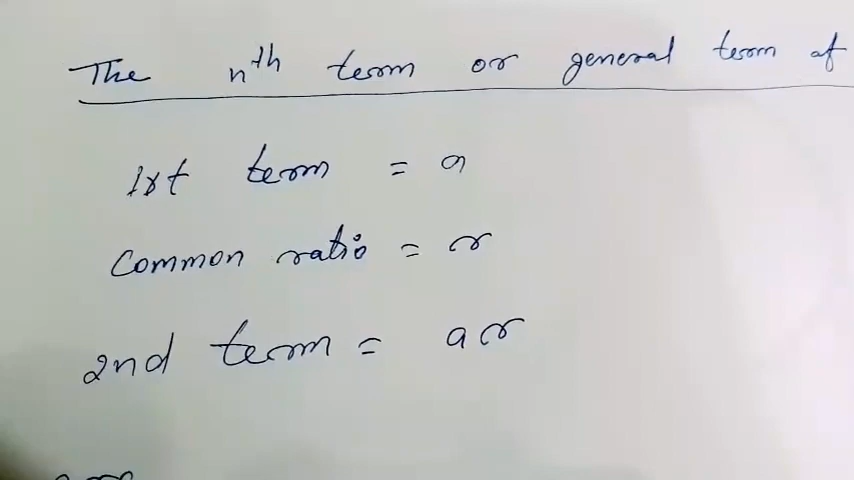 The nth term or general term of
1st term = a
Common ratio = r
2nd term = ar